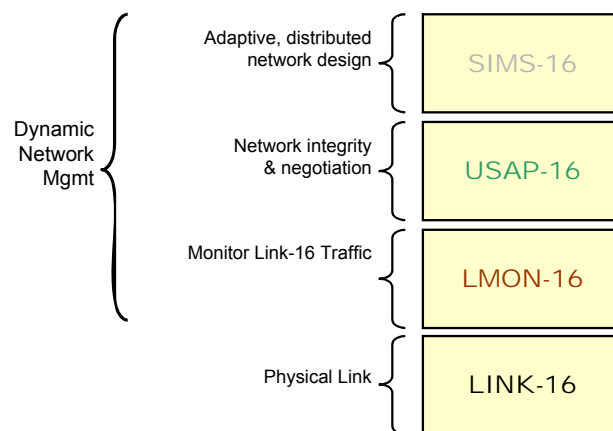 Adaptive, distributed
network design
SIMS-16
Dynamic
Network
Mgmt
Network integrity
& negotiation
USAP-16
Monitor Link-16 Traffic
LMON-16
Physical Link
LINK-16